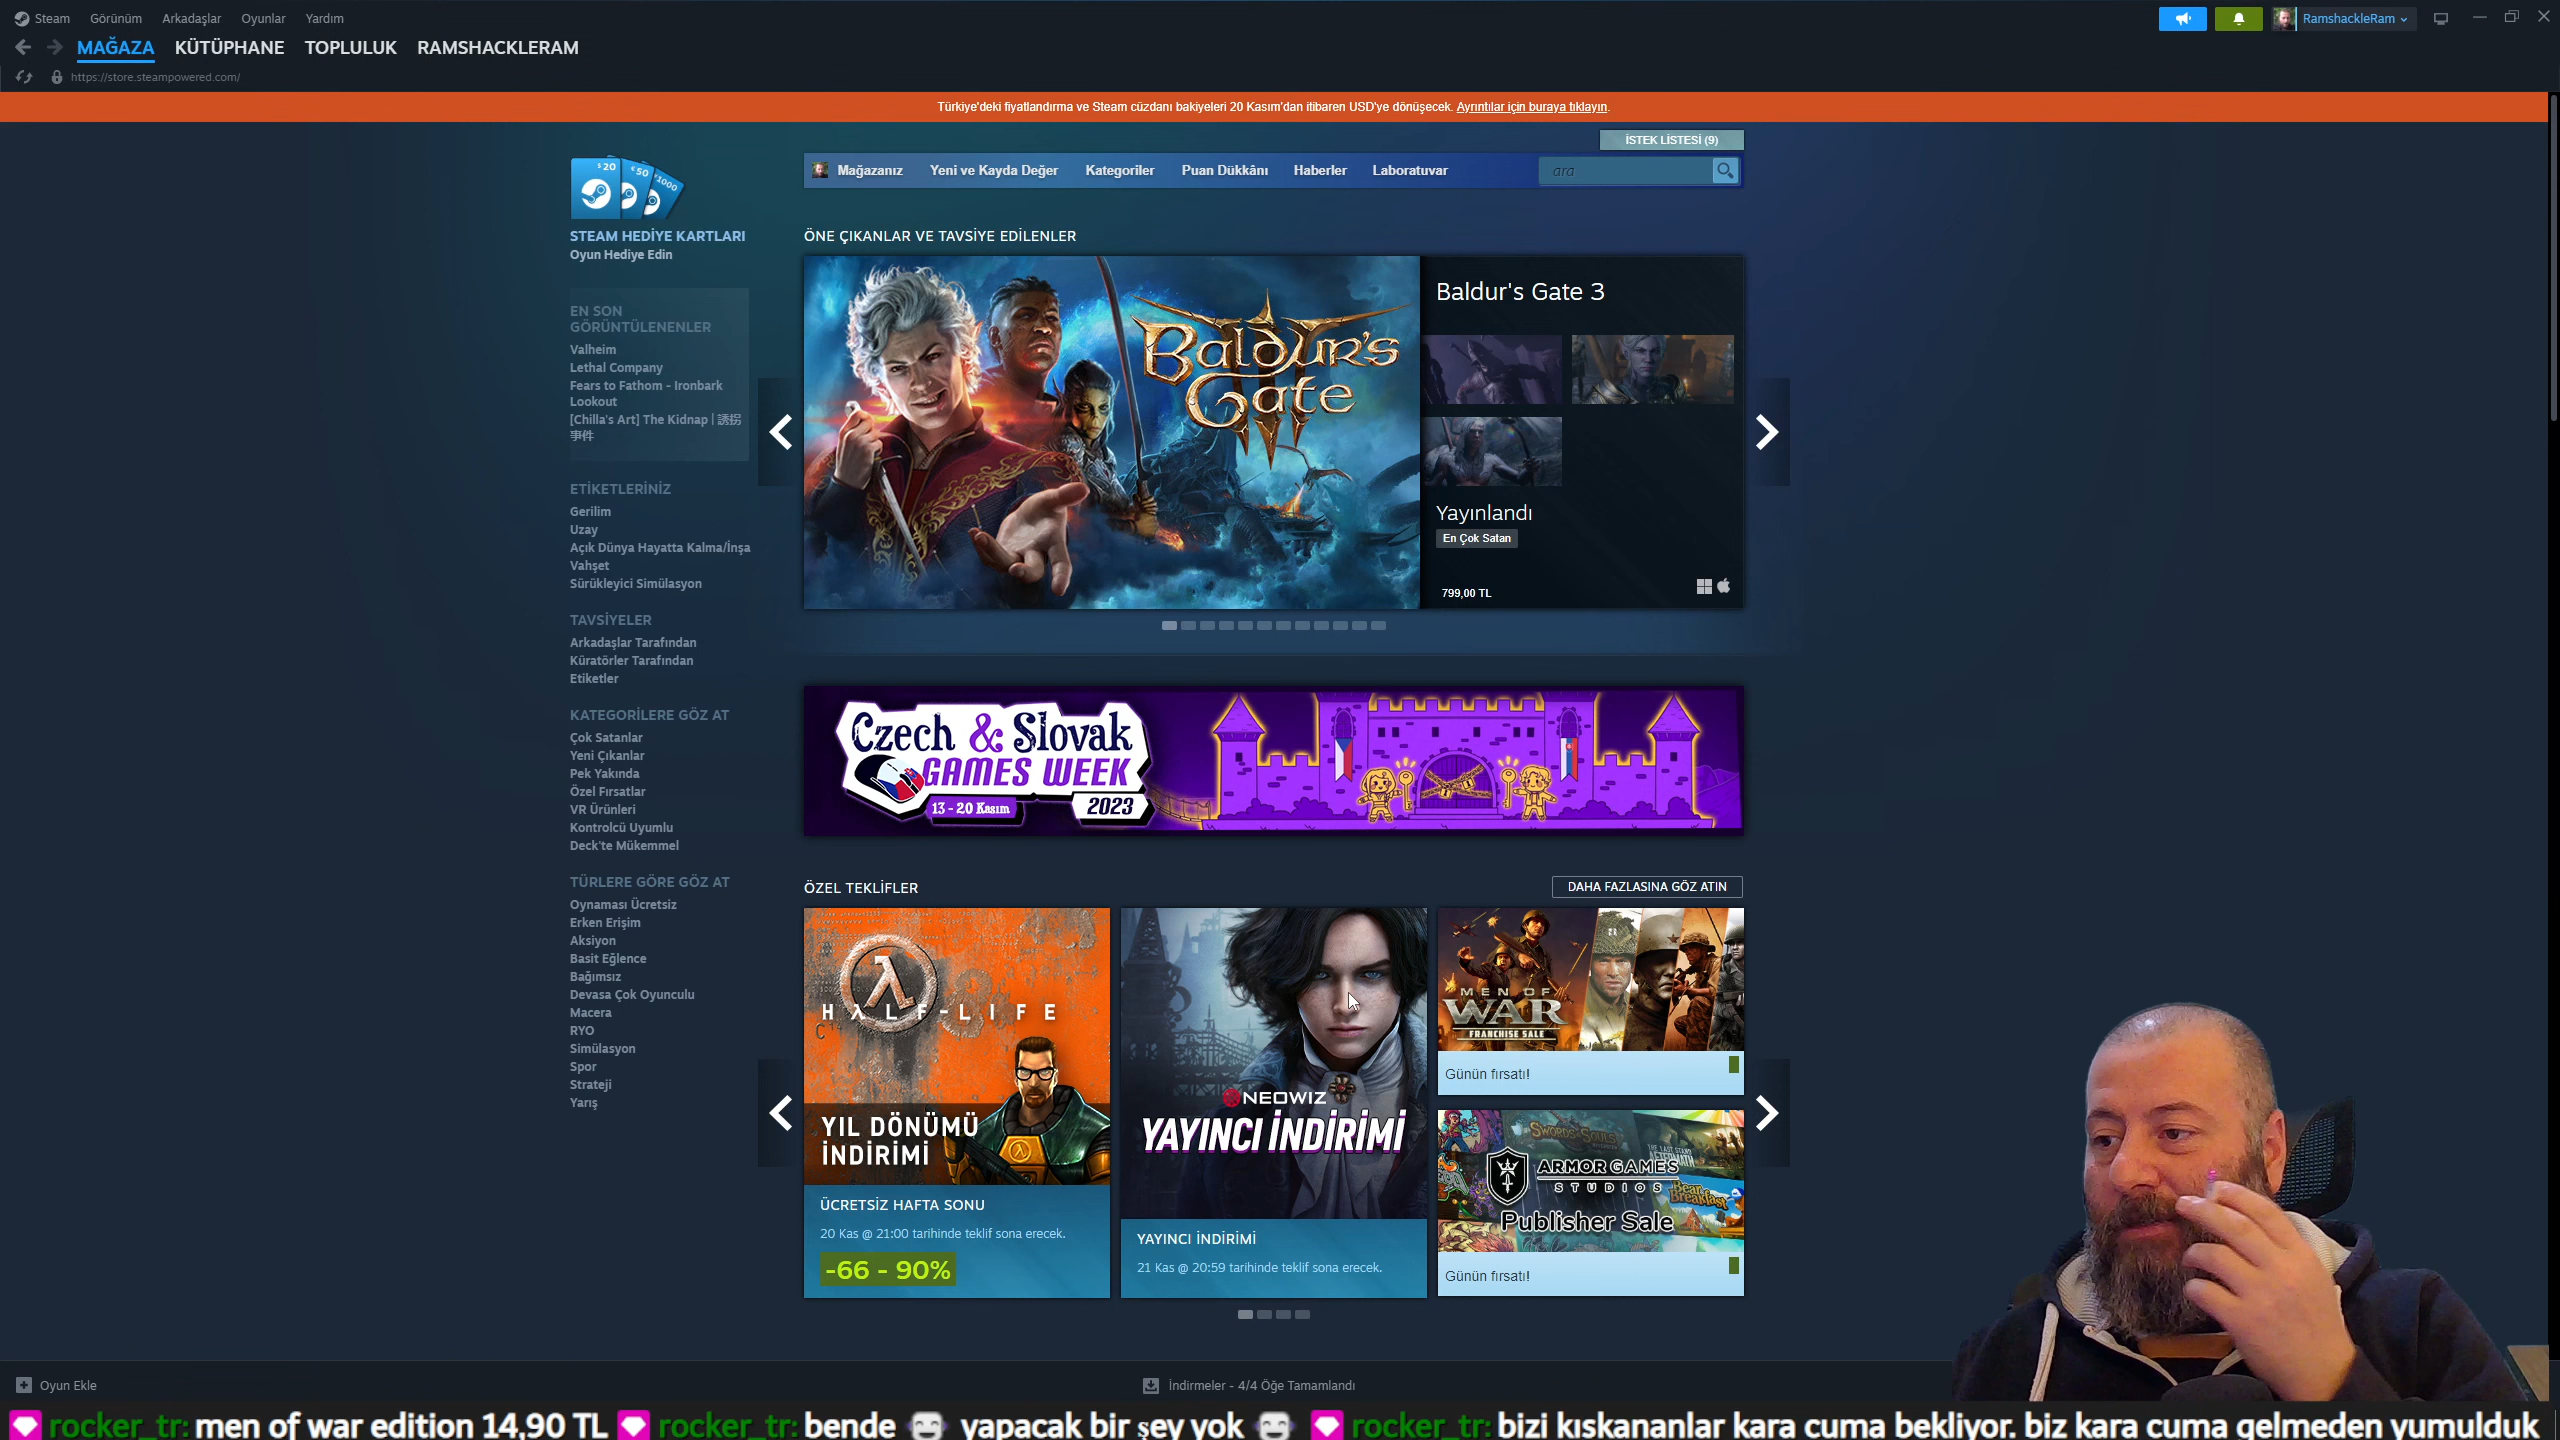 Steam Görünüm Arkadaşlar Oyunlar Yardım
RamshackleRam
MAĞAZA KÜTÜPHANE TOPLULUK RAMSHACKLERAM
https://store.steampowered.com/
Türkiye'deki fiyatlandırma ve Steam cüzdanı bakiyeleri 20 Kasım'dan itibaren USD'ye dönüşecek. Ayrıntılar için buraya tıklayın.
İSTEK LİSTESİ (9)
Mağazanız Yeni ve Kayda Değer Kategoriler Puan Dükkânı Haberler Laboratuvar
ara
$20 €50 1000
STEAM HEDİYE KARTLARI
Oyun Hediye Edin
EN SON
GÖRÜNTÜLENENLER
Valheim
Lethal Company
Fears to Fathom - Ironbark
Lookout
[Chilla's Art] The Kidnap | 誘拐
事件
ETİKETLERİNİZ
Gerilim
Uzay
Açık Dünya Hayatta Kalma/İnşa
Vahşet
Sürükleyici Simülasyon
TAVSİYELER
Arkadaşlar Tarafından
Küratörler Tarafından
Etiketler
KATEGORİLERE GÖZ AT
Çok Satanlar
Yeni Çıkanlar
Pek Yakında
Özel Fırsatlar
VR Ürünleri
Kontrolcü Uyumlu
Deck'te Mükemmel
TÜRLERE GÖRE GÖZ AT
Oynaması Ücretsiz
Erken Erişim
Aksiyon
Basit Eğlence
Bağımsız
Devasa Çok Oyunculu
Macera
RYO
Simülasyon
Spor
Strateji
Yarış
ÖNE ÇIKANLAR VE TAVSİYE EDİLENLER
BALDUR'S
GATE
III
Baldur's Gate 3
Yayınlandı
En Çok Satan
799,00 TL
Czech & Slovak
GAMES WEEK
13 - 20 Kasım
2023
ÖZEL TEKLİFLER
DAHA FAZLASINA GÖZ ATIN
HλLF-LIFE
YIL DÖNÜMÜ
İNDİRİMİ
ÜCRETSİZ HAFTA SONU
20 Kas @ 21:00 tarihinde teklif sona erecek.
-66 - 90%
NEOWIZ
YAYINCI İNDİRİMİ
YAYINCI İNDİRİMİ
21 Kas @ 20:59 tarihinde teklif sona erecek.
MEN OF
WAR
FRANCHISE SALE
Günün fırsatı!
SWORDS & SOULS
THE LAST STAND
AFTERMATH
ARMOR GAMES
STUDIOS
Bear
Breakfast
Publisher Sale
Günün fırsatı!
Oyun Ekle
İndirmeler - 4/4 Öğe Tamamlandı
rocker_tr: men of war edition 14,90 TL rocker_tr: bende yapacak bir şey yok rocker_tr: bizi kıskananlar kara cuma bekliyor. biz kara cuma gelmeden yumulduk